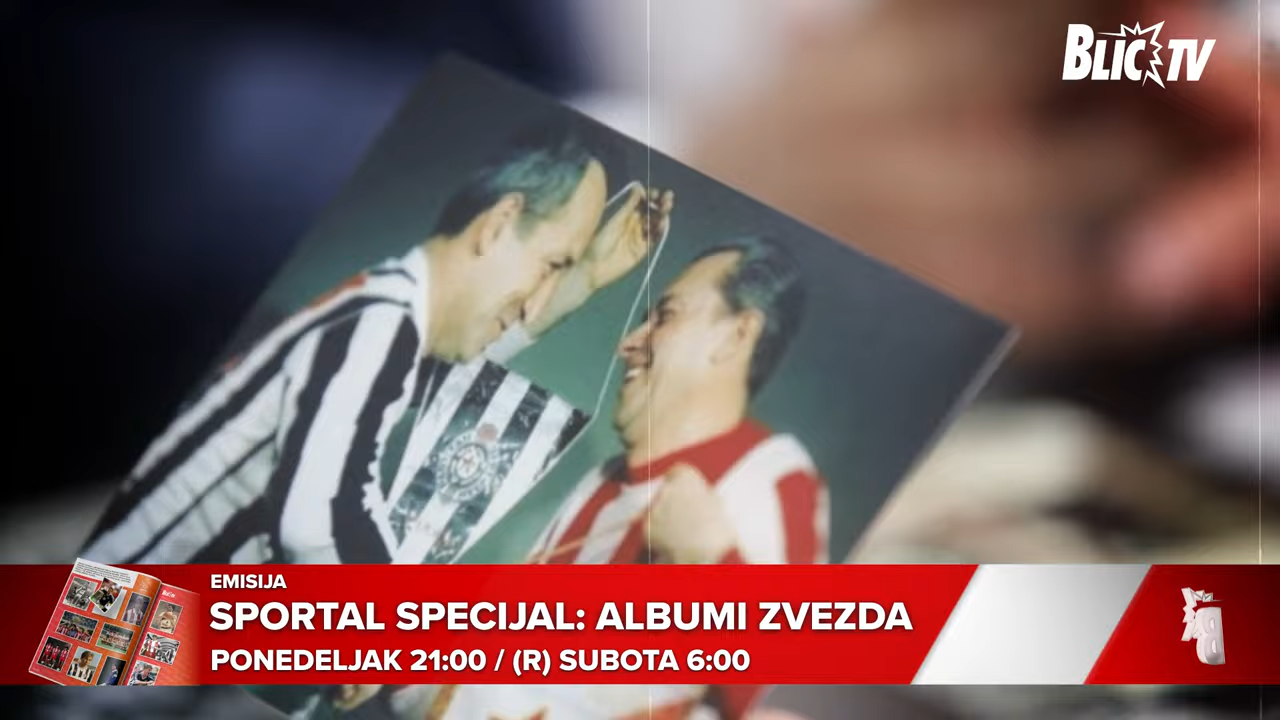 BLIC TV
EMISIJA
SPORTAL SPECIJAL: ALBUMI ZVEZDA
PONEDELJAK 21:00 / (R) SUBOTA 6:00